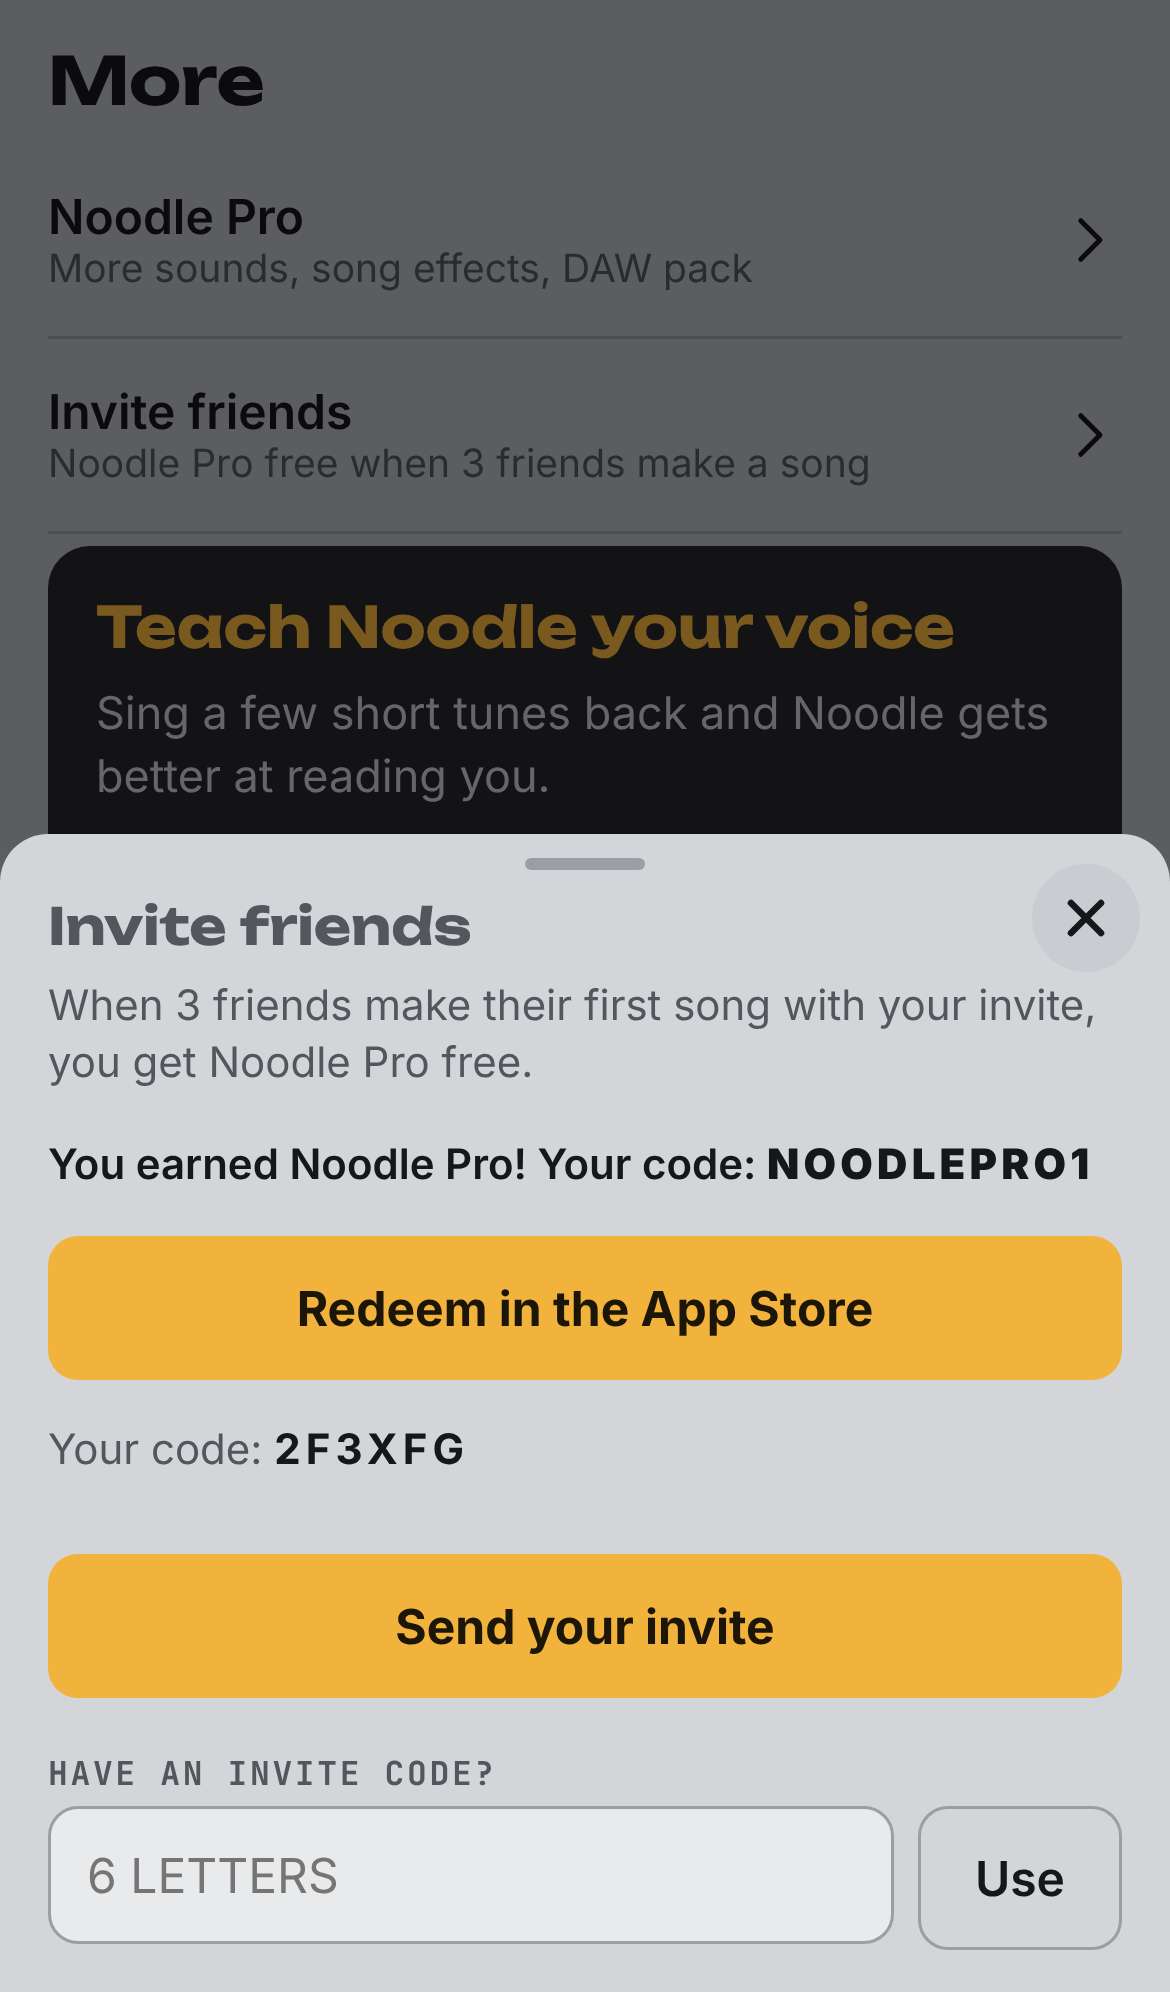 More
Noodle Pro
More sounds, song effects, DAW pack
Invite friends
Noodle Pro free when 3 friends make a song
Teach Noodle your voice
Sing a few short tunes back and Noodle gets
better at reading you.
Invite friends
When 3 friends make their first song with your invite,
you get Noodle Pro free.
You earned Noodle Pro! Your code: NOODLEPRO1
Redeem in the App Store
Your code: 2F3XFG
Send your invite
HAVE AN INVITE CODE?
6 LETTERS
Use